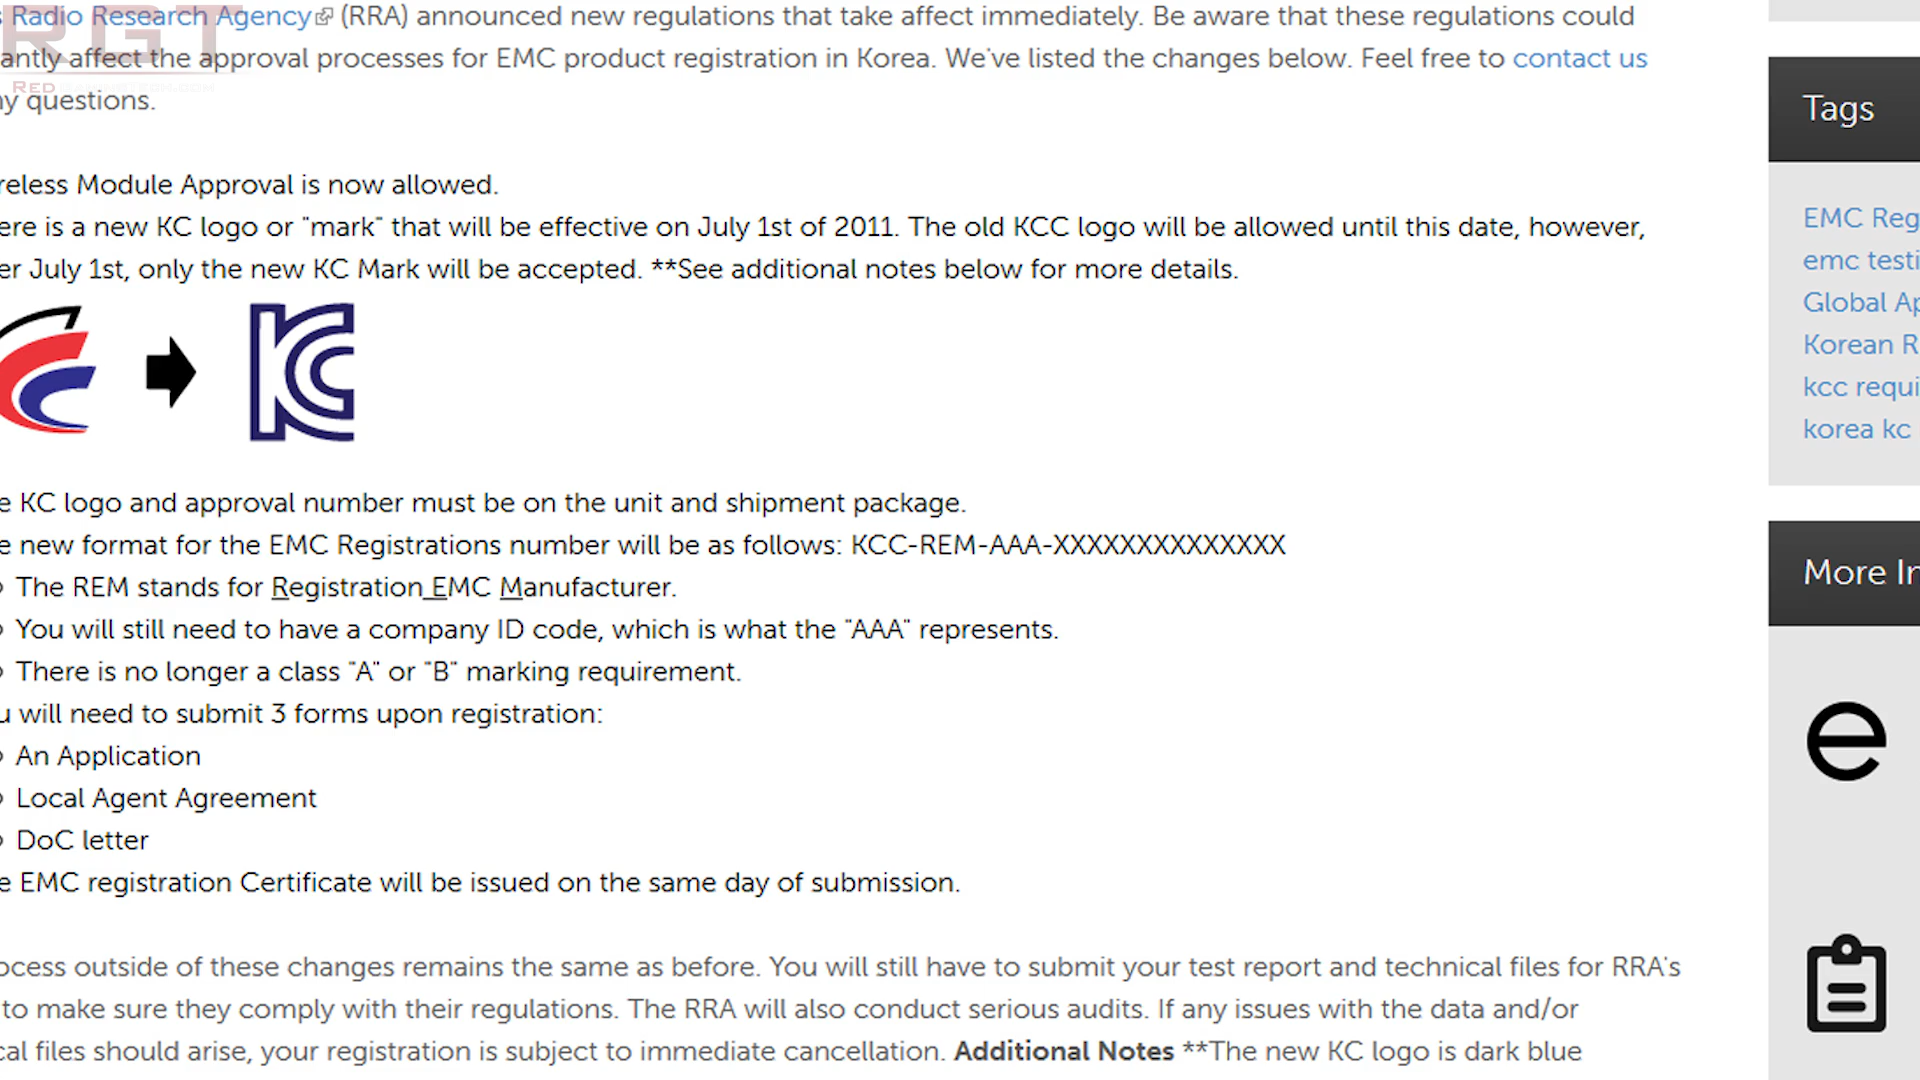 Radio Research Agency (RRA) announced new regulations that take affect immediately. Be aware that these regulations could
RGT
antly affect the approval processes for EMC product registration in Korea. We've listed the changes below. Feel free to contact us
RED
y questions.
Tags
reless Module Approval is now allowed.
ere is a new KC logo or "mark" that will be effective on July 1st of 2011. The old KCC logo will be allowed until this date, however,
er July 1st, only the new KC Mark will be accepted. **See additional notes below for more details.
EMC Reg
emc testi
Global Ap
Korean R
kcc requi
korea kc
KC
e KC logo and approval number must be on the unit and shipment package.
e new format for the EMC Registrations number will be as follows: KCC-REM-AAA-XXXXXXXXXXXXXX
The REM stands for Registration EMC Manufacturer.
You will still need to have a company ID code, which is what the "AAA" represents.
There is no longer a class "A" or "B" marking requirement.
u will need to submit 3 forms upon registration:
An Application
Local Agent Agreement
DoC letter
e EMC registration Certificate will be issued on the same day of submission.
More In
e
ocess outside of these changes remains the same as before. You will still have to submit your test report and technical files for RRA's
to make sure they comply with their regulations. The RRA will also conduct serious audits. If any issues with the data and/or
cal files should arise, your registration is subject to immediate cancellation. Additional Notes **The new KC logo is dark blue